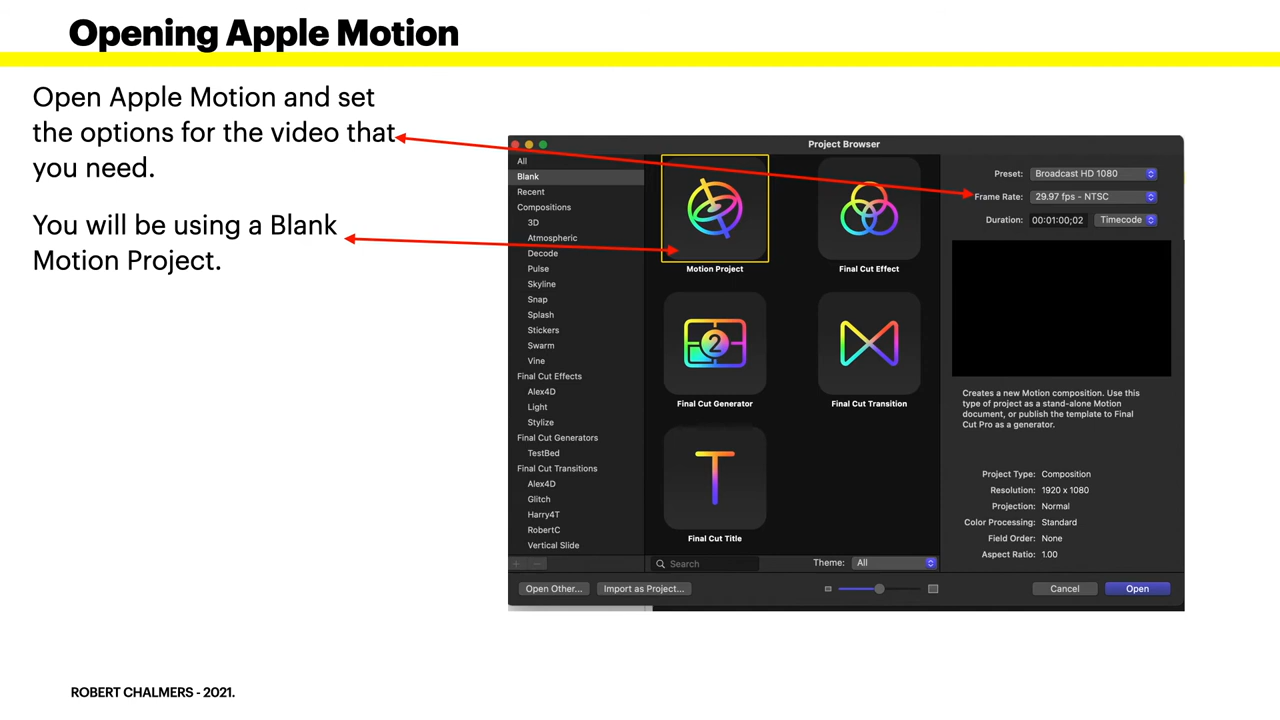 Opening Apple Motion
Open Apple Motion and set
the options for the video that
you need.
You will be using a Blank
Motion Project.
Project Browser
All
Blank
Recent
Compositions
3D
Atmospheric
Decode
Pulse
Skyline
Snap
Splash
Stickers
Swarm
Vine
Final Cut Effects
Alex4D
Light
Stylize
Final Cut Generators
TestBed
Final Cut Transitions
Alex4D
Glitch
Harry4T
RobertC
Vertical Slide
Motion Project
Final Cut Effect
2
Final Cut Generator
Final Cut Transition
T
Final Cut Title
Preset: Broadcast HD 1080
Frame Rate: 29.97 fps - NTSC
Duration: 00:01:00;02 Timecode
Creates a new Motion composition. Use this
type of project as a stand-alone Motion
document, or publish the template to Final
Cut Pro as a generator.
Project Type: Composition
Resolution: 1920 x 1080
Projection: Normal
Color Processing: Standard
Field Order: None
Aspect Ratio: 1.00
Search
Theme: All
Open Other... Import as Project... Cancel Open
ROBERT CHALMERS - 2021.